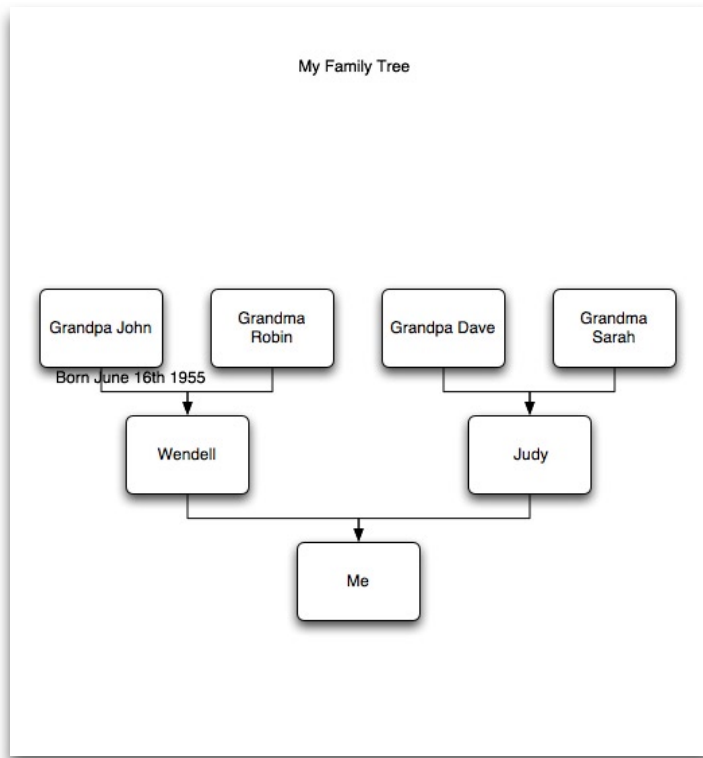 My Family Tree
Grandpa John
Grandma
Robin
Grandpa Dave
Grandma
Sarah
Born June 16th 1955
Wendell
Judy
Me